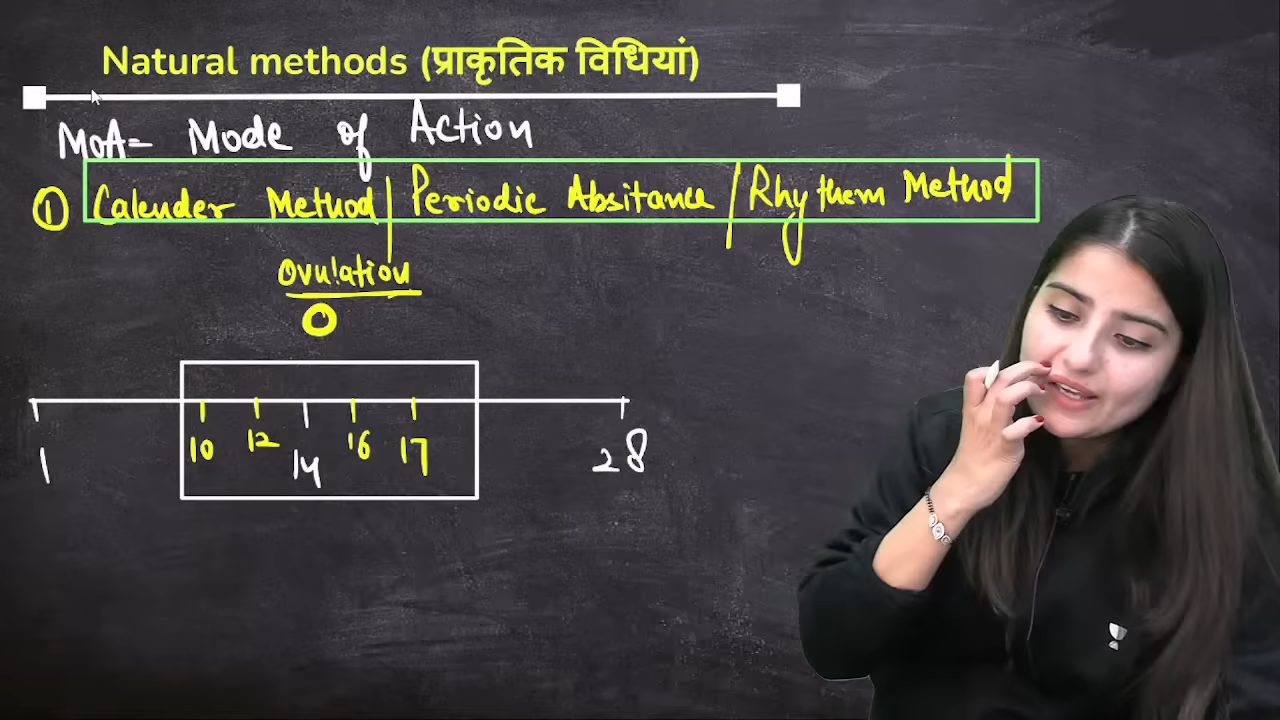 Natural methods (प्राकृतिक विधियां)
MOA= Mode of Action
① Calender Method / Periodic Absitance / Rhythem Method
Ovulation
10 12 14 16 17
1 28